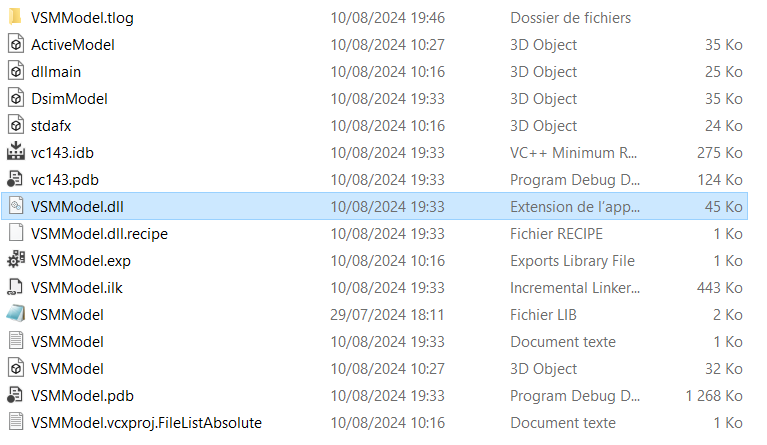 VSMModel.tlog 10/08/2024 19:46 Dossier de fichiers
ActiveModel 10/08/2024 10:27 3D Object 35 Ko
dllmain 10/08/2024 10:16 3D Object 25 Ko
DsimModel 10/08/2024 19:33 3D Object 35 Ko
stdafx 10/08/2024 10:16 3D Object 24 Ko
vc143.idb 10/08/2024 19:33 VC++ Minimum R... 275 Ko
vc143.pdb 10/08/2024 19:33 Program Debug D... 124 Ko
VSMModel.dll 10/08/2024 19:33 Extension de l'app... 45 Ko
VSMModel.dll.recipe 10/08/2024 19:33 Fichier RECIPE 1 Ko
VSMModel.exp 10/08/2024 10:16 Exports Library File 1 Ko
VSMModel.ilk 10/08/2024 19:33 Incremental Linker... 443 Ko
VSMModel 29/07/2024 18:11 Fichier LIB 2 Ko
VSMModel 10/08/2024 19:33 Document texte 1 Ko
VSMModel 10/08/2024 10:27 3D Object 32 Ko
VSMModel.pdb 10/08/2024 19:33 Program Debug D... 1 268 Ko
VSMModel.vcxproj.FileListAbsolute 10/08/2024 10:16 Document texte 1 Ko